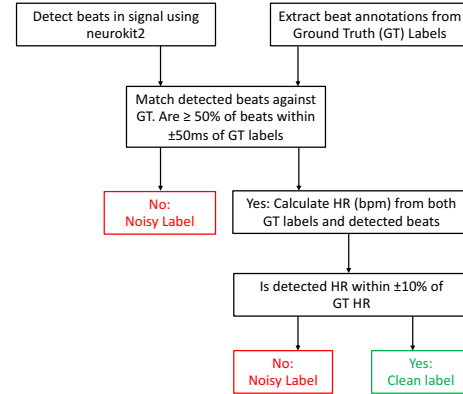 Detect beats in signal using
neurokit2
Extract beat annotations from
Ground Truth (GT) Labels
Match detected beats against
GT. Are ≥ 50% of beats within
±50ms of GT labels
No:
Noisy Label
Yes: Calculate HR (bpm) from both
GT labels and detected beats
Is detected HR within ±10% of
GT HR
No:
Noisy Label
Yes:
Clean label